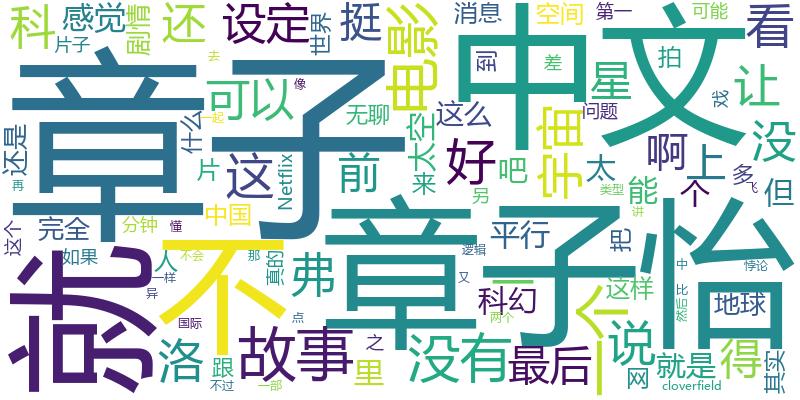 科
感觉
片子
剧情
还
设定
世界
挺
电影
消息
空间
第一
可能
看
章子
中文
到
差
拍
戏
去
像
可以
一起
无聊
这么
星
让
什么
还是
太空
来
宇宙
问题
没
Netflix
片
这
前
好
吧
另
太
啊
上
再
能
个
多
但
类型
飞
讲
中国
完全
分钟
懂
这个
如果
就
不
章子怡
人
不会
那
真的
弗
平行
逻辑
把
一样
异
又
科幻
一个
这样
中
悖论
地球
然后
比
国际
点
两个
洛
故事
之
没有
最后
说
得
其实
跟
不过
一部
里
网
就是
cloverfield